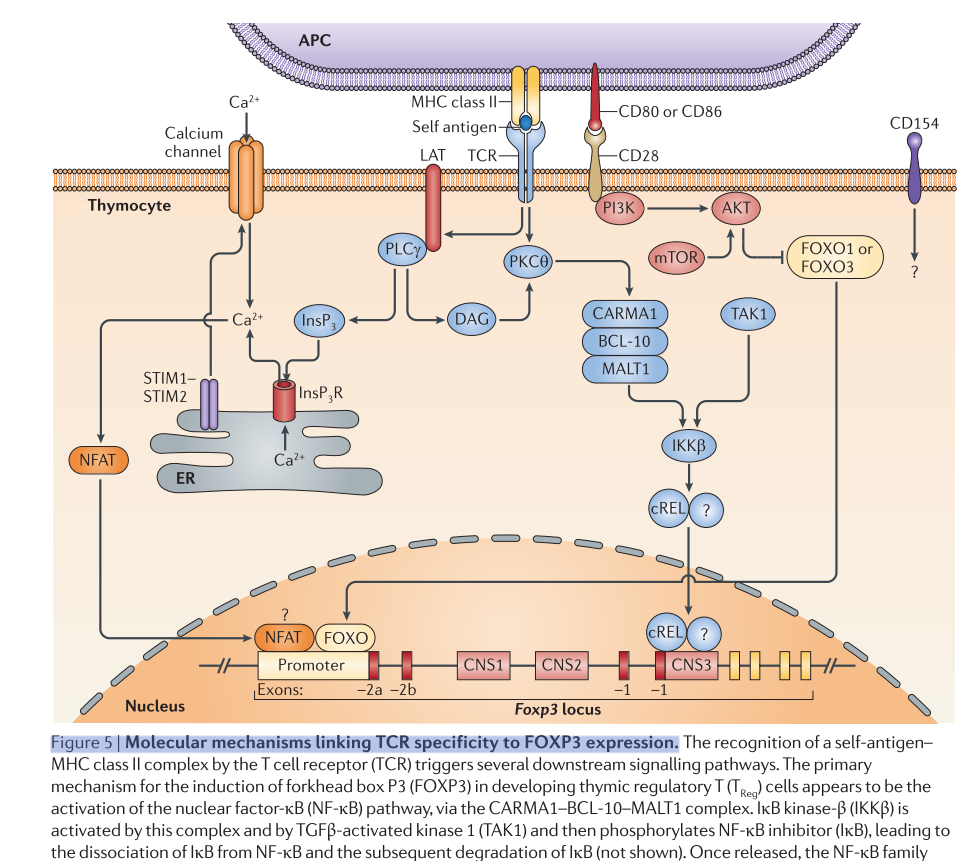 APC
MHC class II
Self antigen
CD80 or CD86
Ca²⁺
Calcium
channel
LAT
TCR
CD28
CD154
Thymocyte
PI3K
AKT
PLCγ
PKCθ
mTOR
FOXO1 or
FOXO3
?
Ca²⁺
InsP₃
DAG
CARMA1
BCL-10
MALT1
TAK1
STIM1–
STIM2
InsP₃R
NFAT
Ca²⁺
ER
IKKβ
cREL
?
?
NFAT
FOXO
cREL
?
Promoter
CNS1
CNS2
CNS3
Exons:
–2a
–2b
–1
–1
Nucleus
Foxp3 locus
Figure 5 | Molecular mechanisms linking TCR specificity to FOXP3 expression. The recognition of a self-antigen–
MHC class II complex by the T cell receptor (TCR) triggers several downstream signalling pathways. The primary
mechanism for the induction of forkhead box P3 (FOXP3) in developing thymic regulatory T (T_Reg) cells appears to be the
activation of the nuclear factor-κB (NF-κB) pathway, via the CARMA1–BCL-10–MALT1 complex. IκB kinase-β (IKKβ) is
activated by this complex and by TGFβ-activated kinase 1 (TAK1) and then phosphorylates NF-κB inhibitor (IκB), leading to
the dissociation of IκB from NF-κB and the subsequent degradation of IκB (not shown). Once released, the NF-κB family